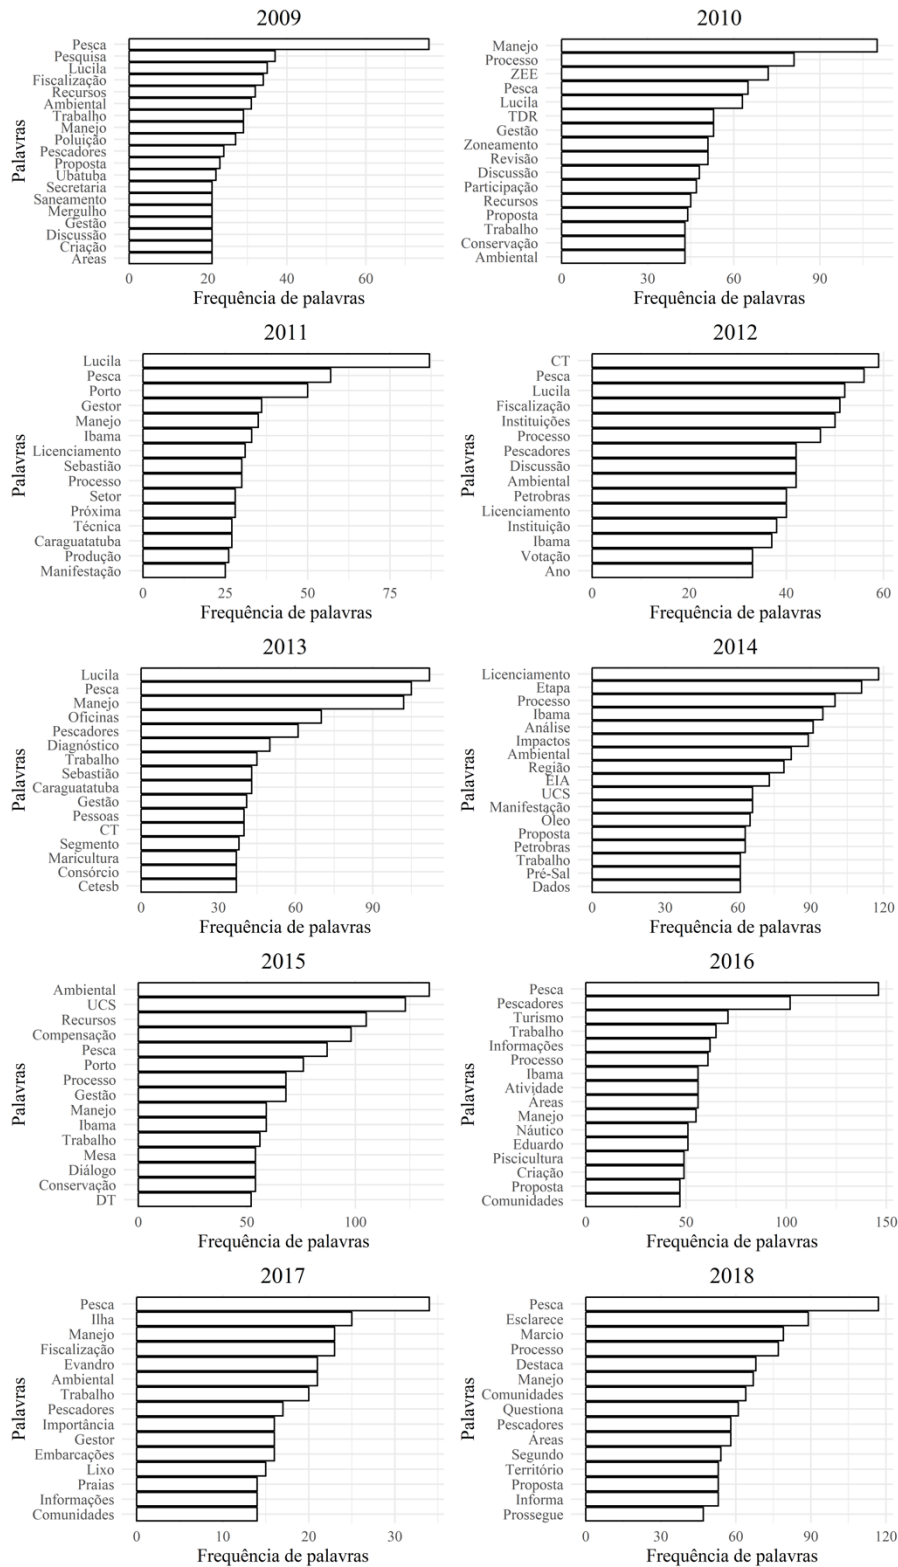 2009
Palavras
Pesca
Pesquisa
Lucila
Fiscalização
Recursos
Ambiental
Trabalho
Manejo
Poluição
Pescadores
Proposta
Ubatuba
Secretaria
Saneamento
Mergulho
Gestão
Discussão
Criação
Áreas
0 20 40 60
Frequência de palavras
2010
Palavras
Manejo
Processo
ZEE
Pesca
Lucila
TDR
Gestão
Zoneamento
Revisão
Discussão
Participação
Recursos
Proposta
Trabalho
Conservação
Ambiental
0 30 60 90
Frequência de palavras
2011
Palavras
Lucila
Pesca
Porto
Gestor
Manejo
Ibama
Licenciamento
Sebastião
Processo
Setor
Próxima
Técnica
Caraguatatuba
Produção
Manifestação
0 25 50 75
Frequência de palavras
2012
Palavras
CT
Pesca
Lucila
Fiscalização
Instituições
Processo
Pescadores
Discussão
Ambiental
Petrobras
Licenciamento
Instituição
Ibama
Votação
Ano
0 20 40 60
Frequência de palavras
2013
Palavras
Lucila
Pesca
Manejo
Oficinas
Pescadores
Diagnóstico
Trabalho
Sebastião
Caraguatatuba
Gestão
Pessoas
CT
Segmento
Maricultura
Consórcio
Cetesb
0 30 60 90
Frequência de palavras
2014
Palavras
Licenciamento
Etapa
Processo
Ibama
Análise
Impactos
Ambiental
Região
EIA
UCS
Manifestação
Óleo
Proposta
Petrobras
Trabalho
Pré-Sal
Dados
0 30 60 90 120
Frequência de palavras
2015
Palavras
Ambiental
UCS
Recursos
Compensação
Pesca
Porto
Processo
Gestão
Manejo
Ibama
Trabalho
Mesa
Diálogo
Conservação
DT
0 50 100
Frequência de palavras
2016
Palavras
Pesca
Pescadores
Turismo
Trabalho
Informações
Processo
Ibama
Atividade
Áreas
Manejo
Náutico
Eduardo
Piscicultura
Criação
Proposta
Comunidades
0 50 100 150
Frequência de palavras
2017
Palavras
Pesca
Ilha
Manejo
Fiscalização
Evandro
Ambiental
Trabalho
Pescadores
Importância
Gestor
Embarcações
Lixo
Praias
Informações
Comunidades
0 10 20 30
Frequência de palavras
2018
Palavras
Pesca
Esclarece
Marcio
Processo
Destaca
Manejo
Comunidades
Questiona
Pescadores
Áreas
Segundo
Território
Proposta
Informa
Prossegue
0 30 60 90 120
Frequência de palavras